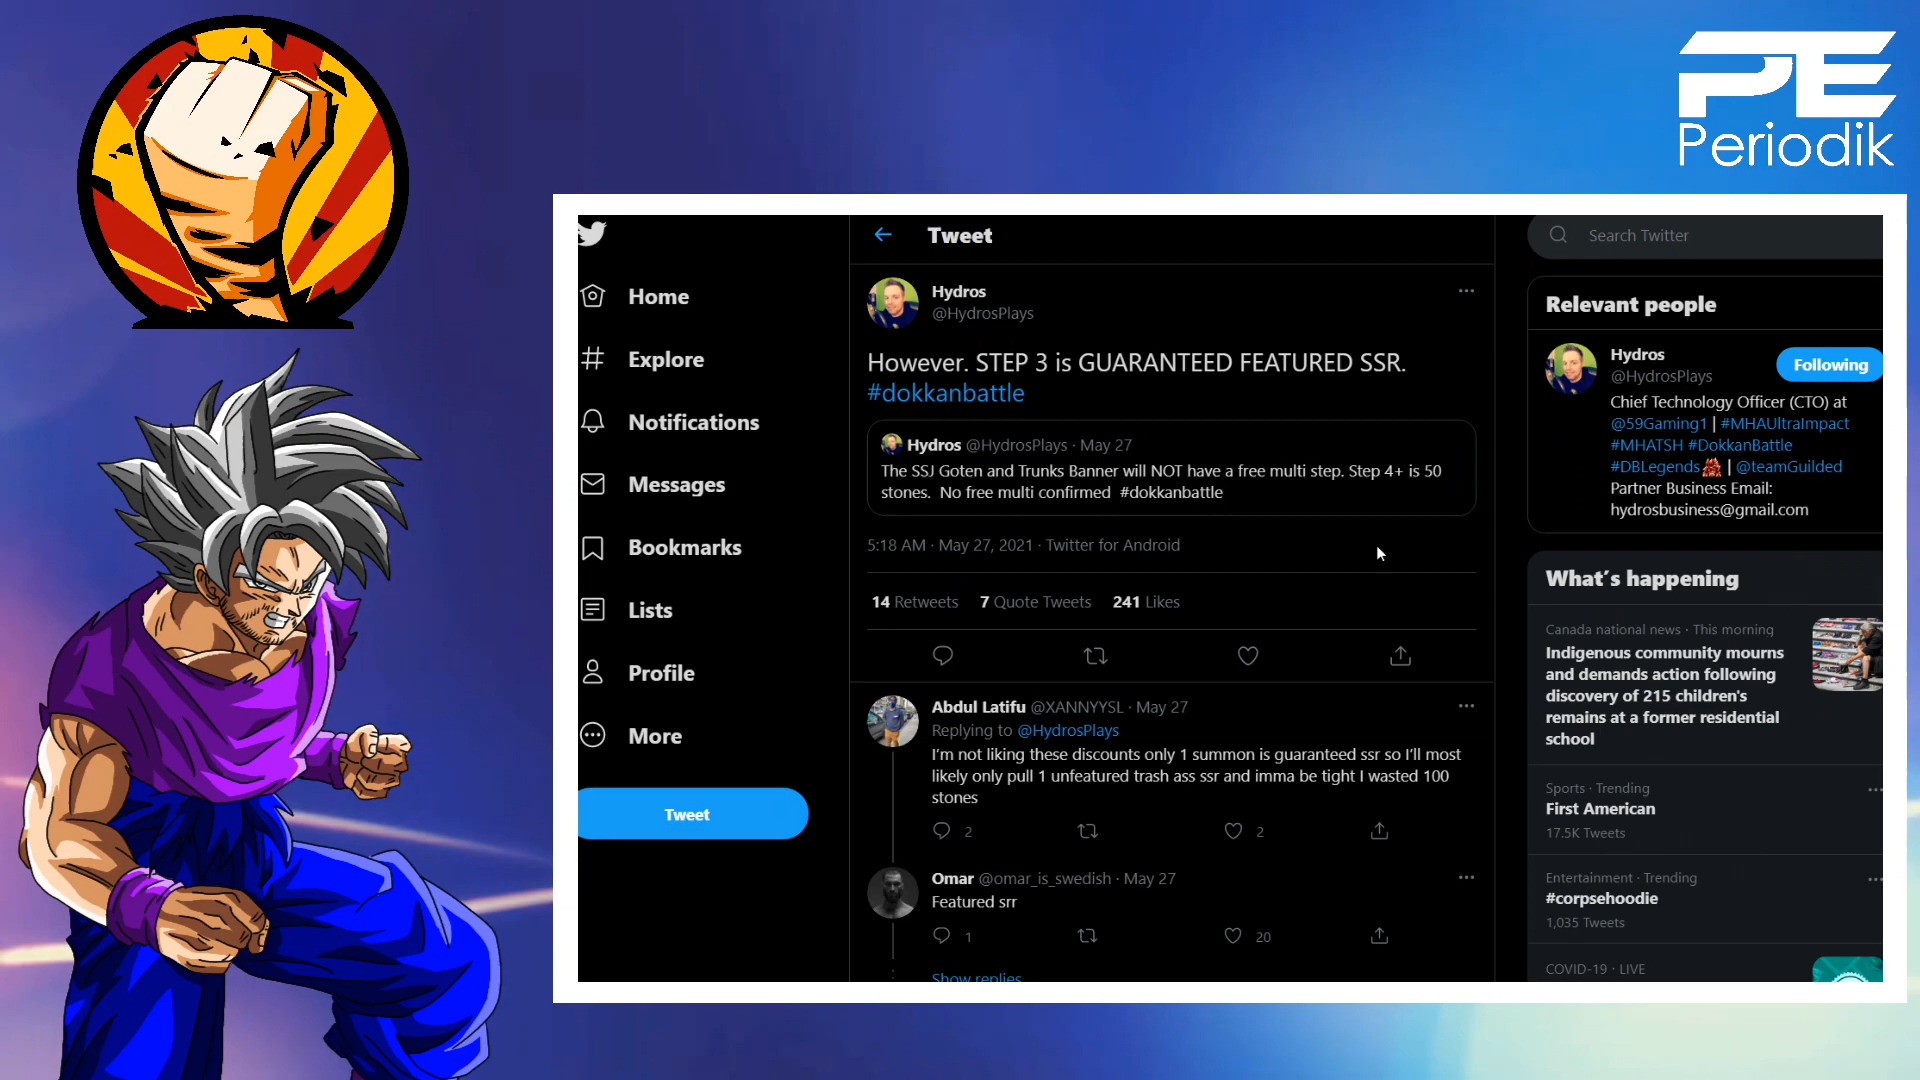 PE
Periodik
Tweet
Search Twitter
Home
Explore
Notifications
Messages
Bookmarks
Lists
Profile
More
Tweet
Hydros
@HydrosPlays
However. STEP 3 is GUARANTEED FEATURED SSR.
#dokkanbattle
Hydros @HydrosPlays · May 27
The SSJ Goten and Trunks Banner will NOT have a free multi step. Step 4+ is 50
stones. No free multi confirmed #dokkanbattle
5:18 AM · May 27, 2021 · Twitter for Android
14 Retweets 7 Quote Tweets 241 Likes
Abdul Latifu @XANNYYSL · May 27
Replying to @HydrosPlays
I'm not liking these discounts only 1 summon is guaranteed ssr so I'll most
likely only pull 1 unfeatured trash ass ssr and imma be tight I wasted 100
stones
2 2
Omar @omar_is_swedish · May 27
Featured srr
1 20
Show replies
Relevant people
Hydros
@HydrosPlays
Following
Chief Technology Officer (CTO) at
@59Gaming1 | #MHAUltraImpact
#MHATSH #DokkanBattle
#DBLegends | @teamGuilded
Partner Business Email:
hydrosbusiness@gmail.com
What's happening
Canada national news · This morning
Indigenous community mourns
and demands action following
discovery of 215 children's
remains at a former residential
school
Sports · Trending
First American
17.5K Tweets
Entertainment · Trending
#corpsehoodie
1,035 Tweets
COVID-19 · LIVE